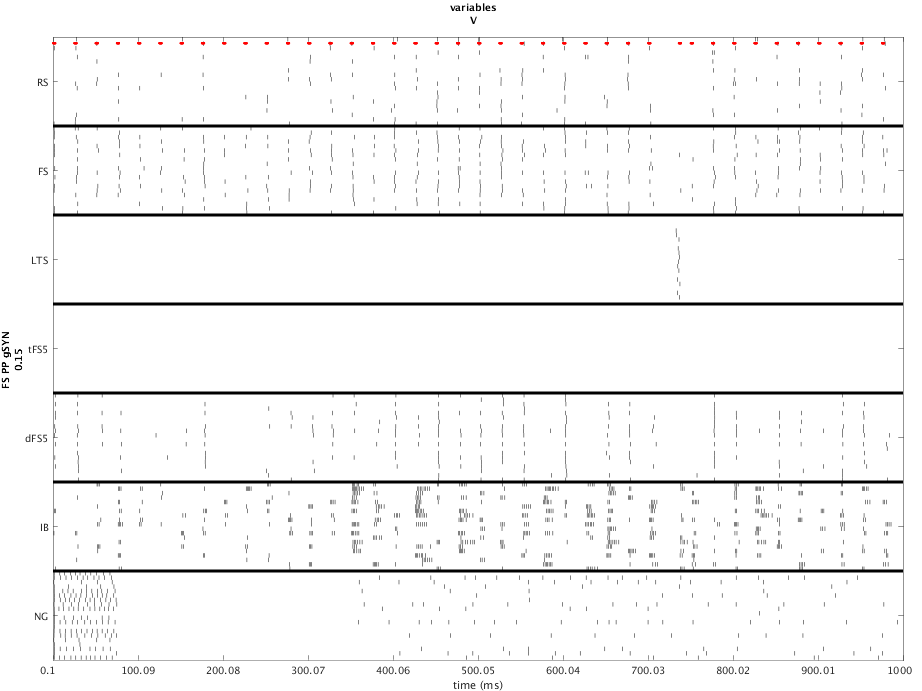 variables
V
RS
FS
LTS
tFS5
dFS5
IB
NG
FS PP gSYN
0.15
0.1 100.09 200.08 300.07 400.06 500.05 600.04 700.03 800.02 900.01 1000
time (ms)